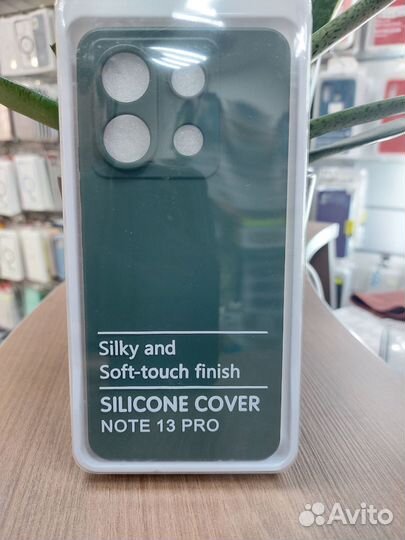 Silky and
Soft-touch finish
SILICONE COVER
NOTE 13 PRO
Avito